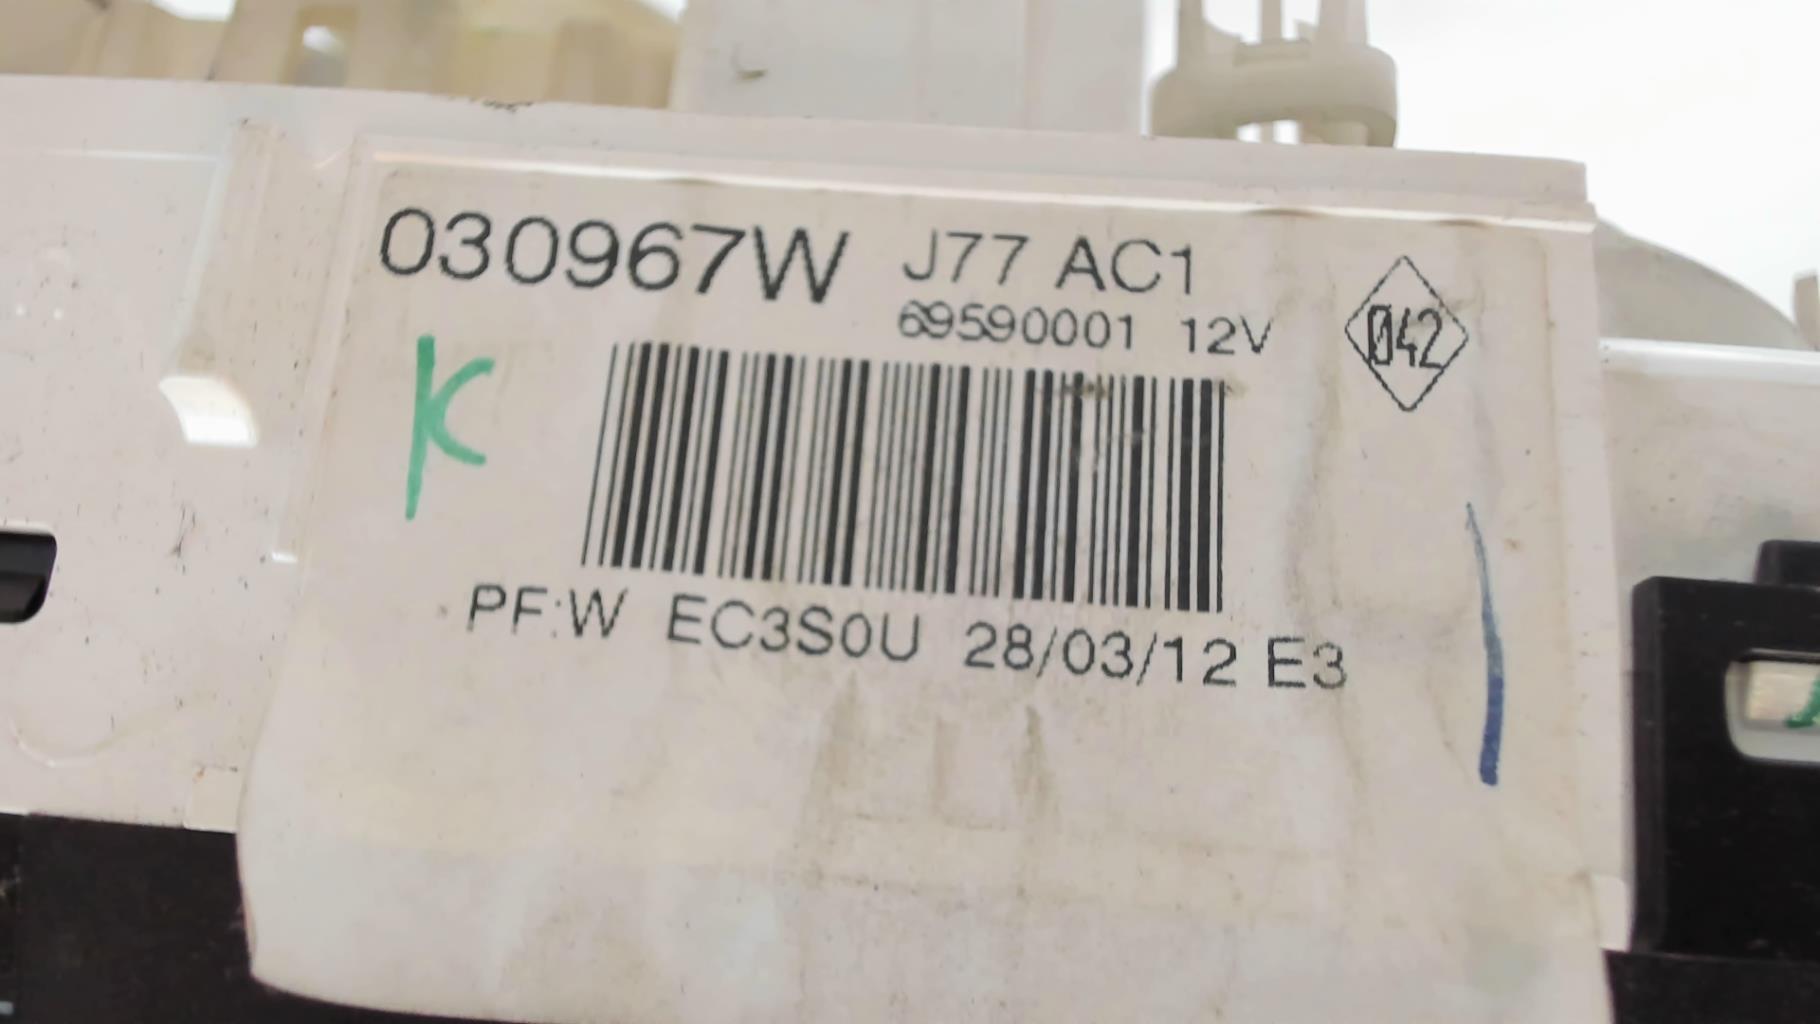 030967W J77 AC1
69590001 12V
042
K
PF:W EC3S0U 28/03/12 E3